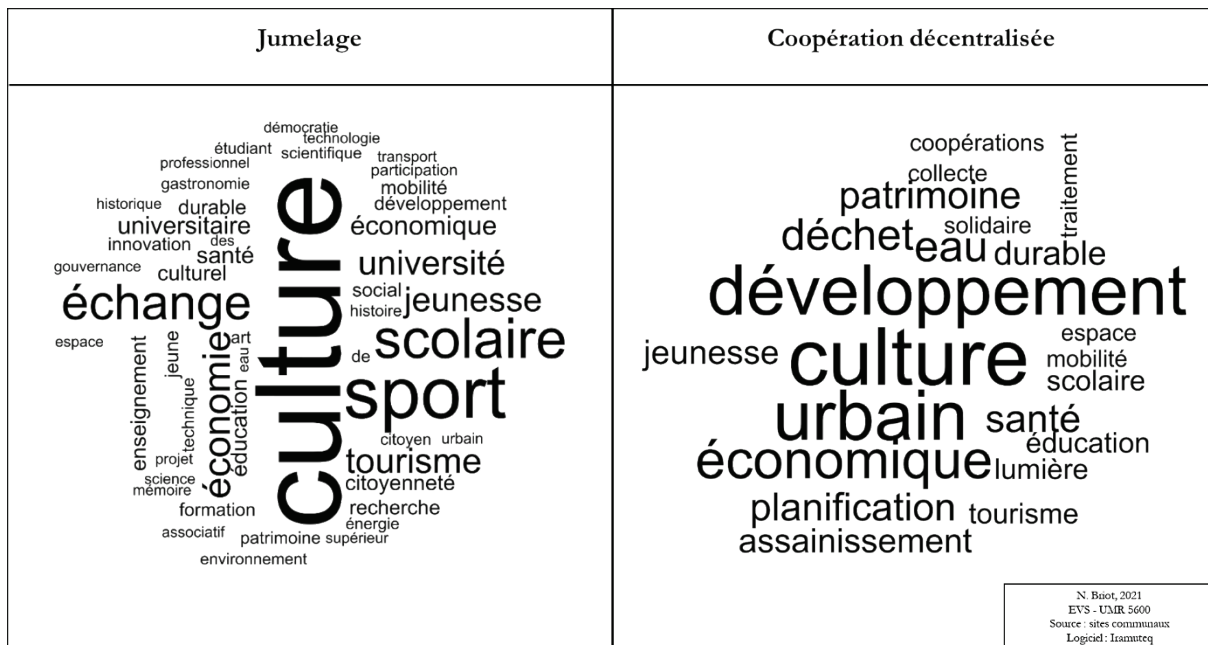 Jumelage
Coopération décentralisée
démocratie
technologie
étudiant
scientifique
professionnel
transport
participation
gastronomie
mobilité
historique
durable
développement
universitaire
économique
innovation
des
santé
gouvernance
culturel
université
échange
social
jeunesse
histoire
culture
espace
art
scolaire
de
eau
enseignement
jeune
technique
économie
éducation
sport
citoyen
urbain
projet
tourisme
science
citoyenneté
mémoire
formation
recherche
énergie
associatif
patrimoine
supérieur
environnement
coopérations
traitement
collecte
patrimoine
solidaire
déchet
eau
durable
développement
espace
jeunesse
culture
mobilité
scolaire
urbain
santé
éducation
économique
lumière
planification
tourisme
assainissement
N. Briot, 2021
EVS - UMR 5600
Source : sites communaux
Logiciel : Iramuteq